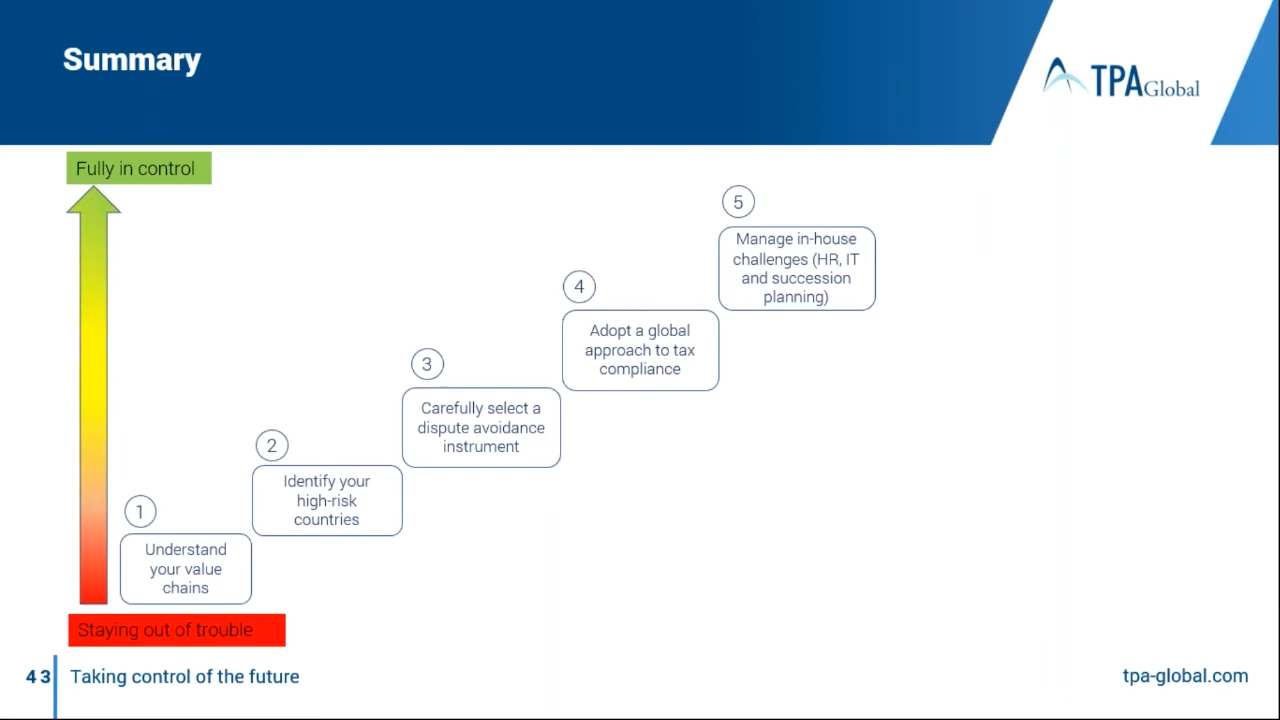 Summary
TPA Global
Fully in control
5
Manage in-house
challenges (HR, IT
and succession
planning)
4
Adopt a global
approach to tax
compliance
3
Carefully select a
dispute avoidance
instrument
2
Identify your
high-risk
countries
1
Understand
your value
chains
Staying out of trouble
43
Taking control of the future
tpa-global.com